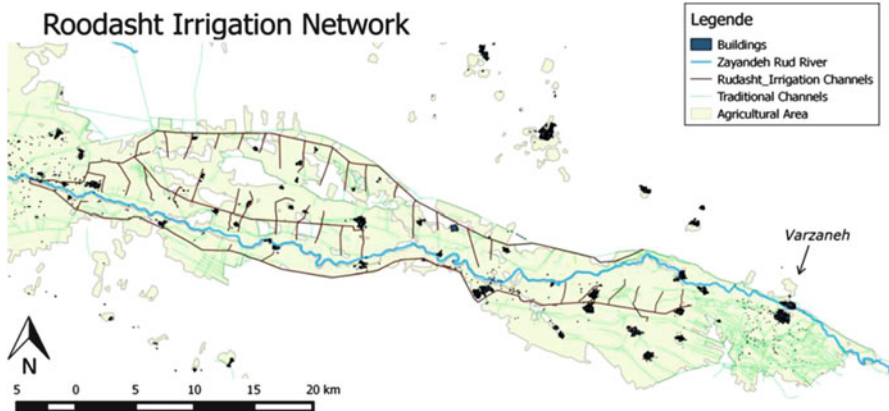 Roodasht Irrigation Network
Legende
Buildings
Zayandeh Rud River
Rudasht_Irrigation Channels
Traditional Channels
Agricultural Area
Varzaneh
N
5 0 5 10 15 20 km